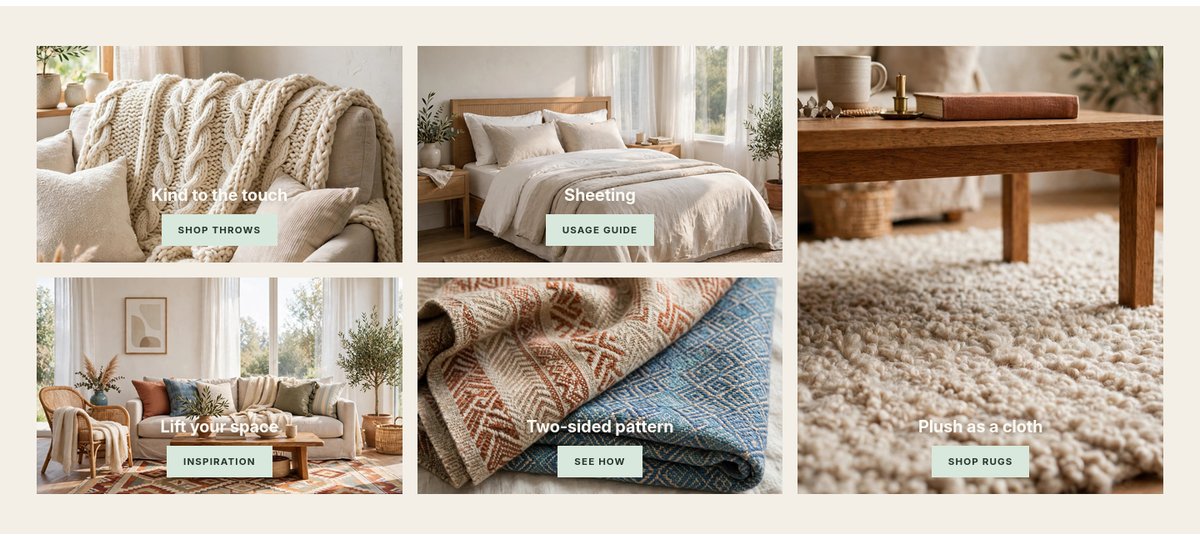 Kind to the touch
SHOP THROWS
Sheeting
USAGE GUIDE
Plush as a cloth
SHOP RUGS
Lift your space
INSPIRATION
Two-sided pattern
SEE HOW